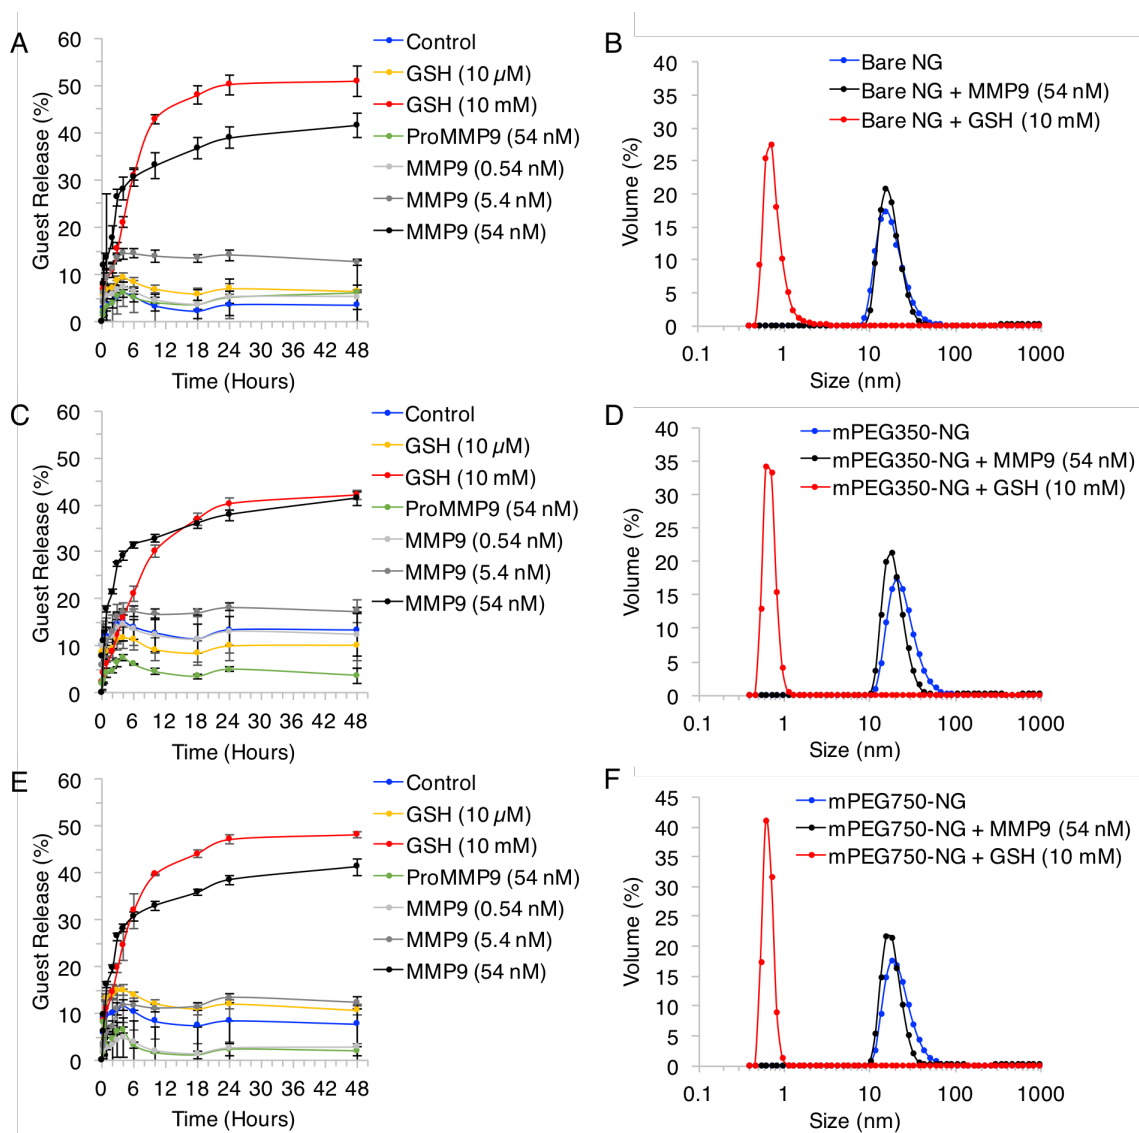 A
Guest Release (%)
60
50
40
30
20
10
0
0 6 12 18 24 30 36 42 48
Time (Hours)
Control
GSH (10 µM)
GSH (10 mM)
ProMMP9 (54 nM)
MMP9 (0.54 nM)
MMP9 (5.4 nM)
MMP9 (54 nM)
B
Volume (%)
40
35
30
25
20
15
10
5
0
0.1 1 10 100 1000
Size (nm)
Bare NG
Bare NG + MMP9 (54 nM)
Bare NG + GSH (10 mM)
C
Guest Release (%)
60
50
40
30
20
10
0
0 6 12 18 24 30 36 42 48
Time (Hours)
Control
GSH (10 µM)
GSH (10 mM)
ProMMP9 (54 nM)
MMP9 (0.54 nM)
MMP9 (5.4 nM)
MMP9 (54 nM)
D
Volume (%)
40
35
30
25
20
15
10
5
0
0.1 1 10 100 1000
Size (nm)
mPEG350-NG
mPEG350-NG + MMP9 (54 nM)
mPEG350-NG + GSH (10 mM)
E
Guest Release (%)
60
50
40
30
20
10
0
0 6 12 18 24 30 36 42 48
Time (Hours)
Control
GSH (10 µM)
GSH (10 mM)
ProMMP9 (54 nM)
MMP9 (0.54 nM)
MMP9 (5.4 nM)
MMP9 (54 nM)
F
Volume (%)
45
40
35
30
25
20
15
10
5
0
0.1 1 10 100 1000
Size (nm)
mPEG750-NG
mPEG750-NG + MMP9 (54 nM)
mPEG750-NG + GSH (10 mM)